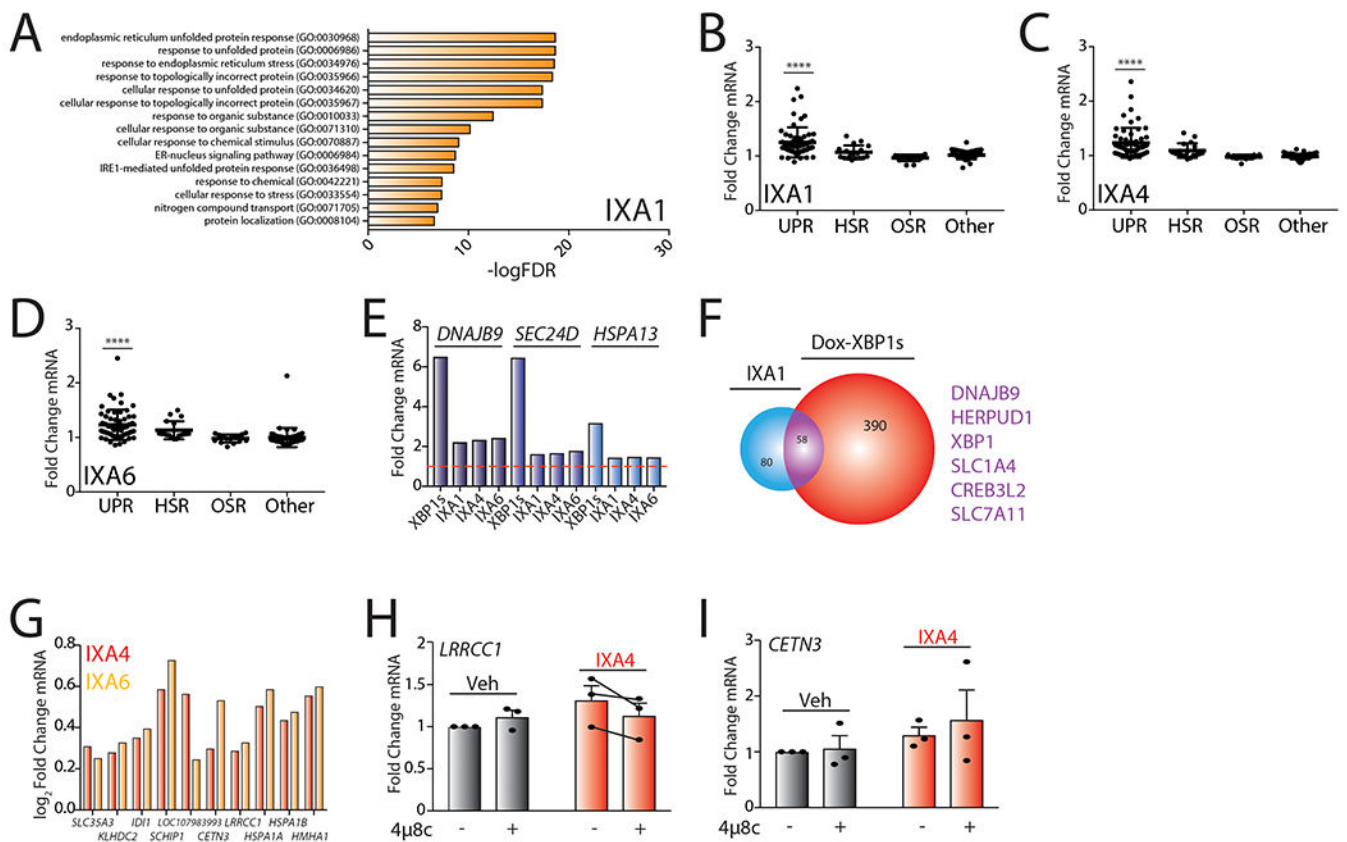 A
endoplasmic reticulum unfolded protein response (GO:0030968)
response to unfolded protein (GO:0006986)
response to endoplasmic reticulum stress (GO:0034976)
response to topologically incorrect protein (GO:0035966)
cellular response to unfolded protein (GO:0034620)
cellular response to topologically incorrect protein (GO:0035967)
response to organic substance (GO:0010033)
cellular response to organic substance (GO:0071310)
cellular response to chemical stimulus (GO:0070887)
ER-nucleus signaling pathway (GO:0006984)
IRE1-mediated unfolded protein response (GO:0036498)
response to chemical (GO:0042221)
cellular response to stress (GO:0033554)
nitrogen compound transport (GO:0071705)
protein localization (GO:0008104)
IXA1
0 10 20 30
-logFDR
B
Fold Change mRNA
3
2
1
0
****
IXA1
UPR HSR OSR Other
C
Fold Change mRNA
3
2
1
0
****
IXA4
UPR HSR OSR Other
D
Fold Change mRNA
3
2
1
0
****
IXA6
UPR HSR OSR Other
E
Fold Change mRNA
8
6
4
2
0
DNAJB9 SEC24D HSPA13
XBP1s IXA1 IXA4 IXA6 XBP1s IXA1 IXA4 IXA6 XBP1s IXA1 IXA4 IXA6
F
Dox-XBP1s
IXA1
80 58 390
DNAJB9
HERPUD1
XBP1
SLC1A4
CREB3L2
SLC7A11
G
log2Fold Change mRNA
0.8
0.6
0.4
0.2
0.0
IXA4
IXA6
SLC35A3 IDI1 LOC107983993 LRRCC1 HSPA1B
KLHDC2 SCHIP1 CETN3 HSPA1A HMHA1
H
Fold Change mRNA
2
1.5
1
0.5
0
LRRCC1
Veh
IXA4
4μ8c - + - +
I
Fold Change mRNA
3
2
1
0
CETN3
Veh
IXA4
4μ8c - + - +